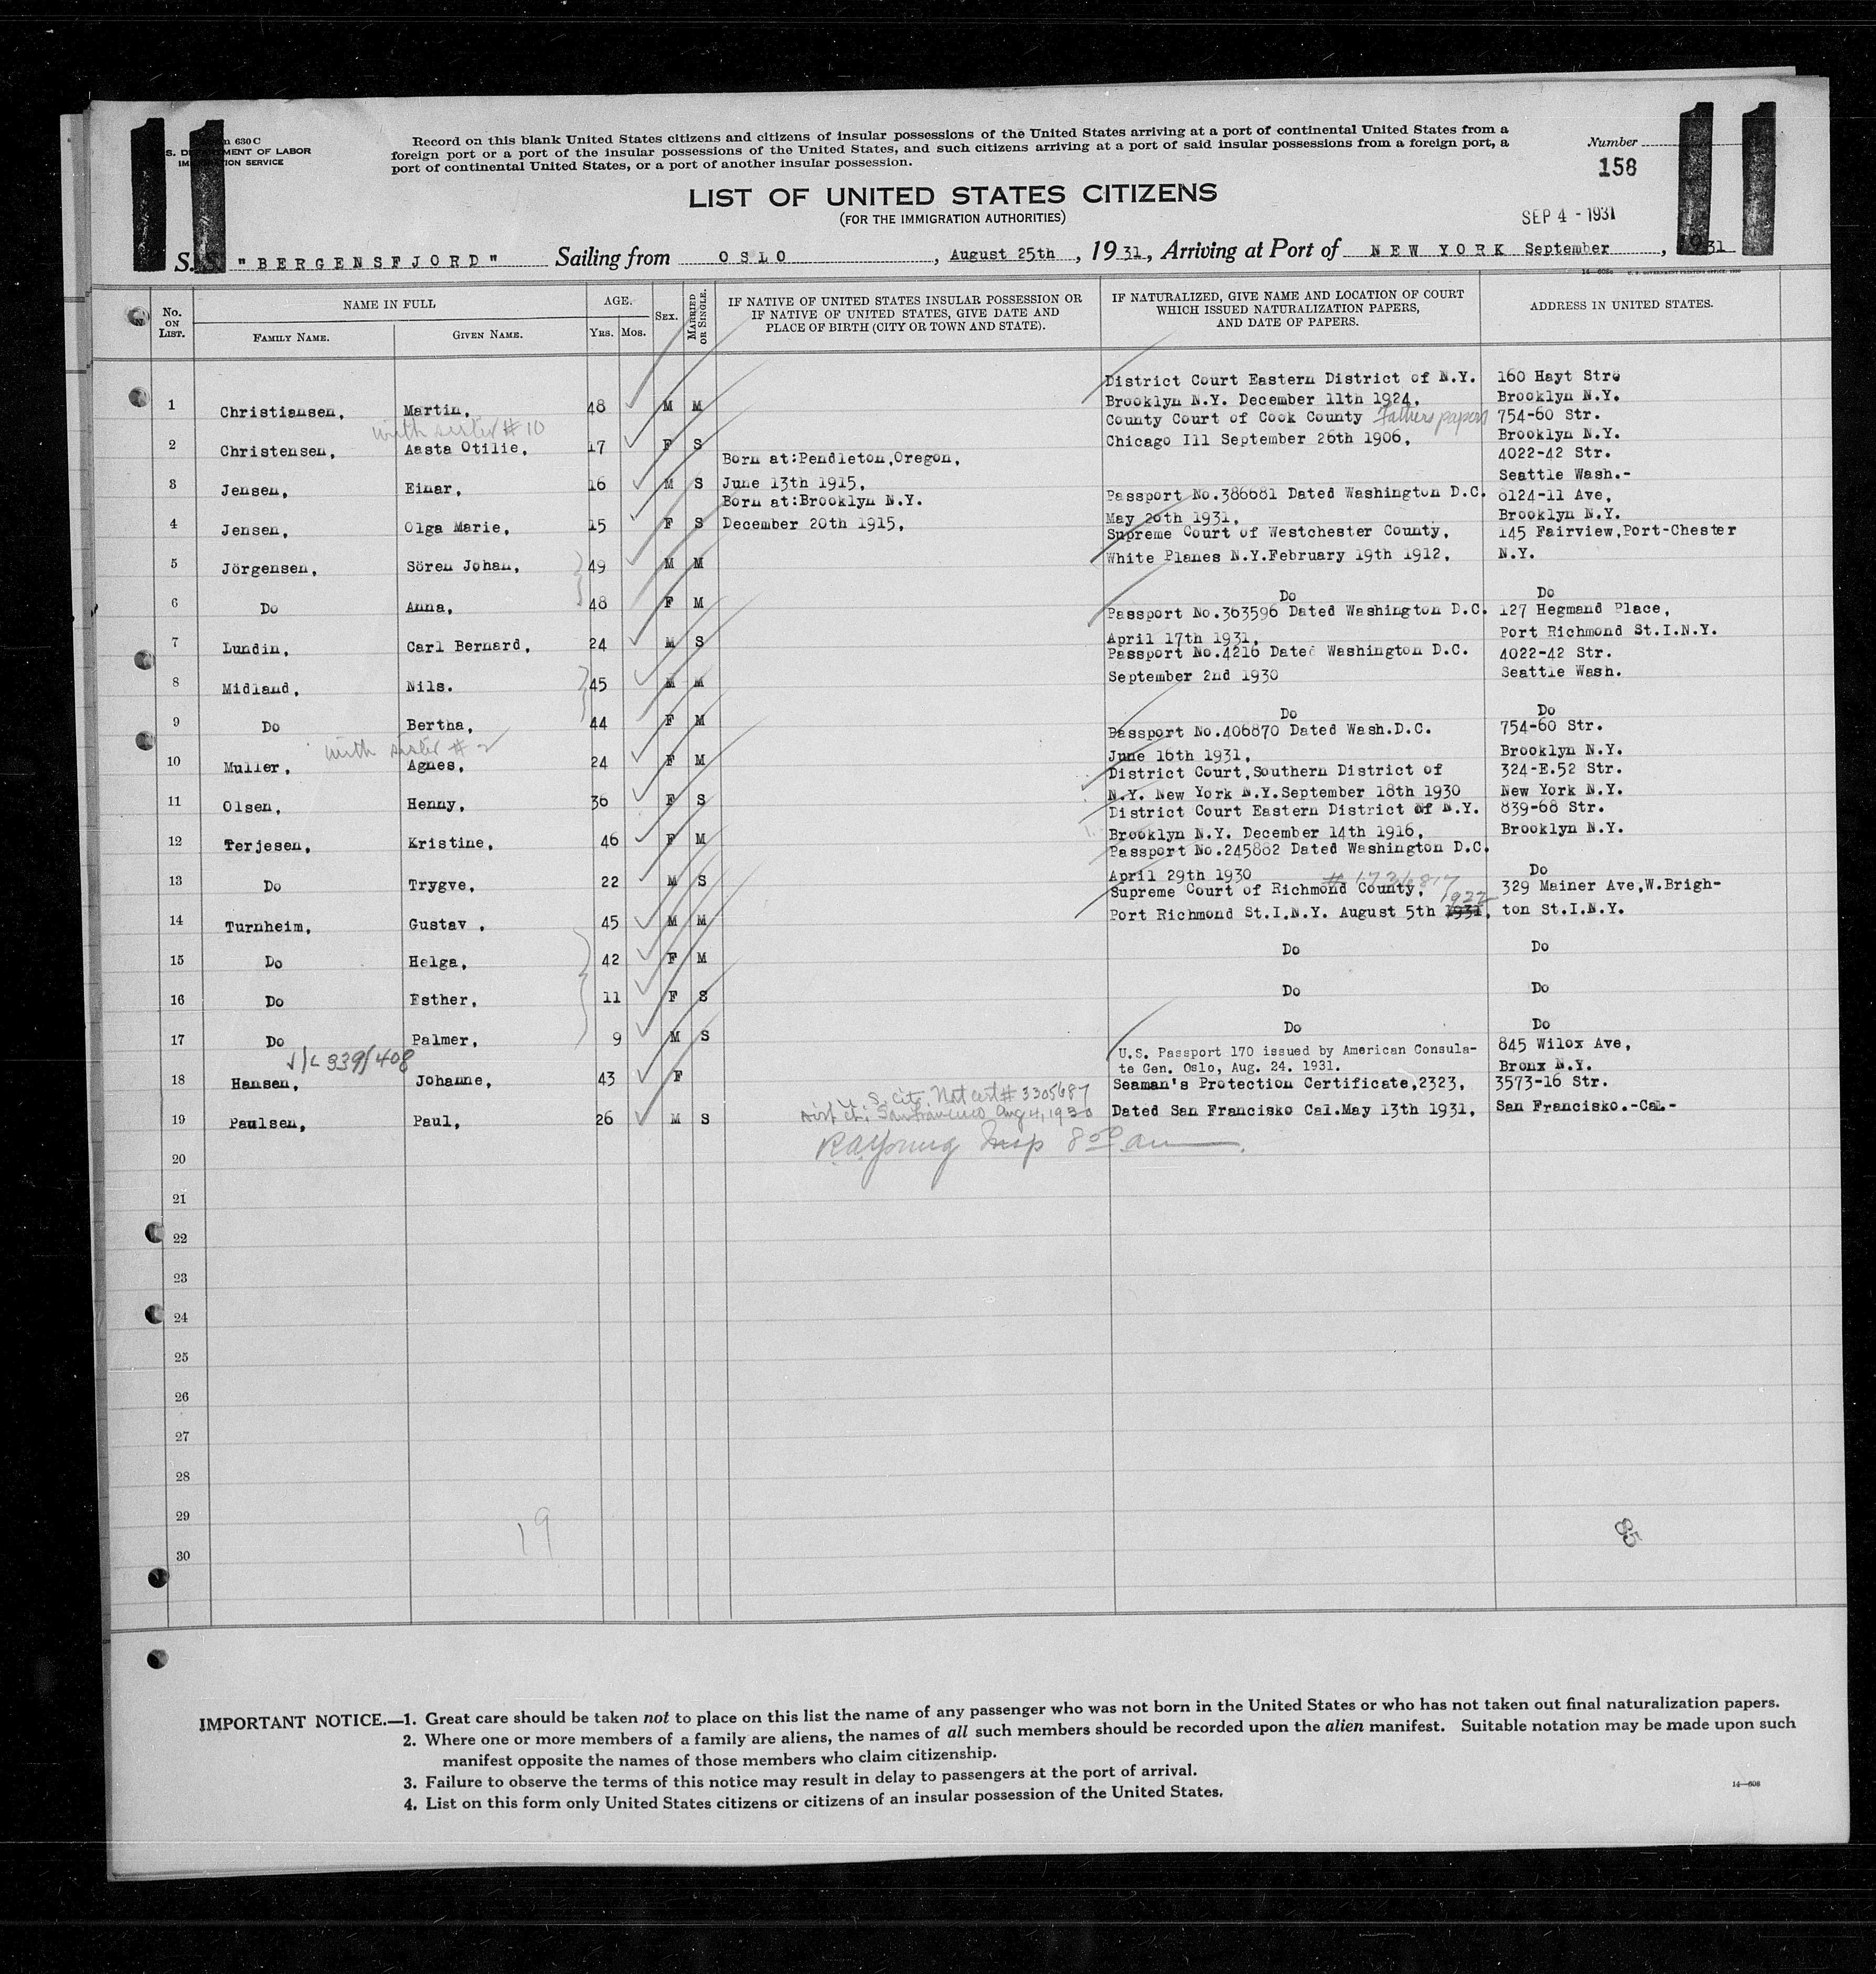 11 11
Form 630 C
U.S. DEPARTMENT OF LABOR
IMMIGRATION SERVICE
Record on this blank United States citizens and citizens of insular possessions of the United States arriving at a port of continental United States from a
foreign port or a port of the insular possessions of the United States, and such citizens arriving at a port of said insular possessions from a foreign port, a
port of continental United States, or a port of another insular possession.
Number
158
LIST OF UNITED STATES CITIZENS
(FOR THE IMMIGRATION AUTHORITIES)
SEP 4 - 1931
S.S. "BERGENSFJORD" Sailing from OSLO, August 25th, 1931, Arriving at Port of NEW YORK September, 1931
No. ON LIST. NAME IN FULL FAMILY NAME. GIVEN NAME. AGE. YRS. MOS. SEX. MARRIED OR SINGLE. IF NATIVE OF UNITED STATES INSULAR POSSESSION OR IF NATIVE OF UNITED STATES, GIVE DATE AND PLACE OF BIRTH (CITY OR TOWN AND STATE). IF NATURALIZED, GIVE NAME AND LOCATION OF COURT WHICH ISSUED NATURALIZATION PAPERS, AND DATE OF PAPERS. ADDRESS IN UNITED STATES.
District Court Eastern District of N.Y. 160 Hayt Stre
1 Christiansen, Martin, 48 M M Brooklyn N.Y. December 11th 1924, Brooklyn N.Y.
with sister #10 County Court of Cook County Fathers papers 754-60 Str.
2 Christensen, Aasta Otilie, 17 F S Chicago Ill September 26th 1906, Brooklyn N.Y.
Born at:Pendleton,Oregon, 4022-42 Str.
3 Jensen, Einar, 16 M S June 13th 1915, Seattle Wash.-
Born at:Brooklyn N.Y. Passport No.386681 Dated Washington D.C. 8124-11 Ave,
4 Jensen, Olga Marie, 15 F S December 20th 1915, May 26th 1931, Brooklyn N.Y.
Supreme Court of Westchester County, 145 Fairview,Port-Chester
5 Jörgensen, Sören Johan, 49 M M White Planes N.Y.February 19th 1912, N.Y.
6 Do Anna, 48 F M Do Do
Passport No.363596 Dated Washington D.C. 127 Hegmand Place,
7 Lundin, Carl Bernard, 24 M S April 17th 1931, Port Richmond St.I.N.Y.
Passport No.4216 Dated Washington D.C. 4022-42 Str.
8 Midland, Nils. 45 M M September 2nd 1930 Seattle Wash.
9 Do Bertha, 44 F M Do Do
with sister #2 Passport No.406870 Dated Wash.D.C. 754-60 Str.
10 Muller, Agnes, 24 F M June 16th 1931, Brooklyn N.Y.
District Court,Southern District of 324-E.52 Str.
11 Olsen, Henny, 36 F S N.Y. New York N.Y.September 18th 1930 New York N.Y.
District Court Eastern District of N.Y. 839-68 Str.
12 Terjesen, Kristine, 46 F M Brooklyn N.Y. December 14th 1916, Brooklyn N.Y.
Passport No.245882 Dated Washington D.C.
13 Do Trygve, 22 M S April 29th 1930 Do
# 1736817
Supreme Court of Richmond County, 329 Mainer Ave,W.Brigh-
1922
14 Turnheim, Gustav , 45 M M Port Richmond St.I.N.Y. August 5th 1931, ton St.I.N.Y.
15 Do Helga, 42 F M Do Do
16 Do Esther, 11 F S Do Do
17 Do Palmer, 9 M S Do Do
339/408 U.S. Passport 170 issued by American Consula- 845 Wilox Ave,
te Gen. Oslo, Aug. 24. 1931. Bronx N.Y.
18 Hansen, Johanne, 43 F Seaman's Protection Certificate,2323, 3573-16 Str.
U.S. Cit. Nat cert # 3305687
Dist Ct. San Francisco Aug 4, 1930
19 Paulsen, Paul, 26 M S Dated San Francisko Cal.May 13th 1931, San Francisko.-Cal.-
RAYoung Insp 8:50 am
20
21
22
23
24
25
26
27
28
29
30
19
IMPORTANT NOTICE.—1. Great care should be taken not to place on this list the name of any passenger who was not born in the United States or who has not taken out final naturalization papers.
2. Where one or more members of a family are aliens, the names of all such members should be recorded upon the alien manifest. Suitable notation may be made upon such
manifest opposite the names of those members who claim citizenship.
3. Failure to observe the terms of this notice may result in delay to passengers at the port of arrival.
4. List on this form only United States citizens or citizens of an insular possession of the United States.
14—608